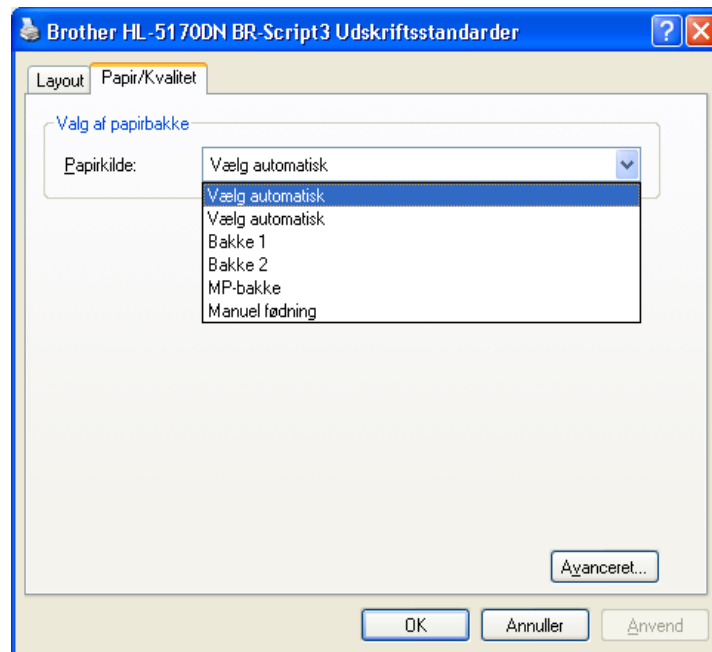 Brother HL-5170DN BR-Script3 Udskriftsstandarder
Layout Papir/Kvalitet
Valg af papirbakke
Papirkilde: Vælg automatisk
Vælg automatisk
Vælg automatisk
Bakke 1
Bakke 2
MP-bakke
Manuel fødning
Avanceret...
OK Annuller Anvend